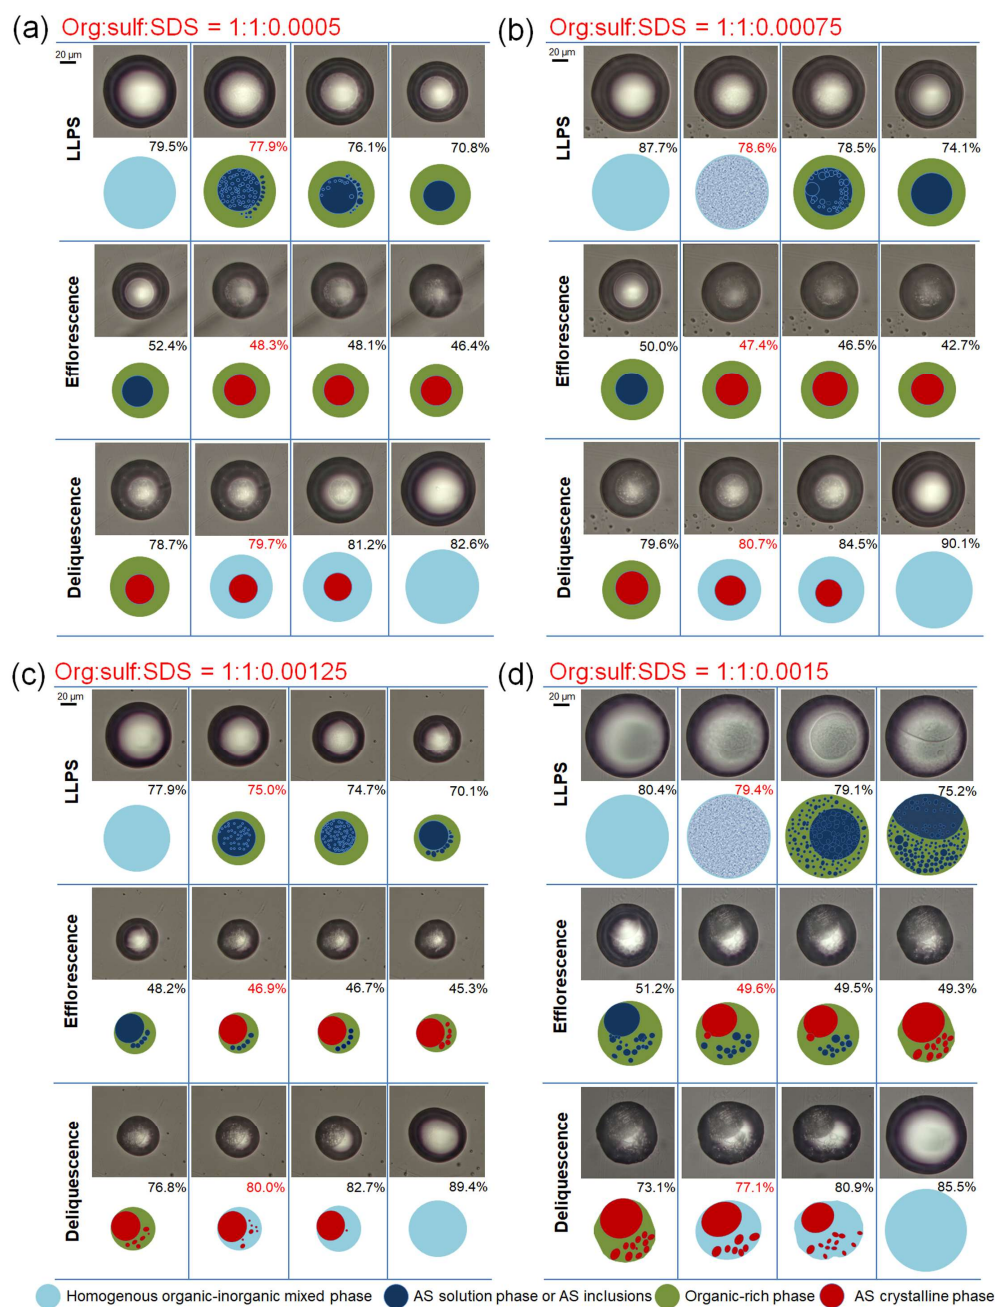 (a) Org:sulf:SDS = 1:1:0.0005
20 µm
LLPS
79.5% 77.9% 76.1% 70.8%
Efflorescence
52.4% 48.3% 48.1% 46.4%
Deliquescence
78.7% 79.7% 81.2% 82.6%
(b) Org:sulf:SDS = 1:1:0.00075
20 µm
LLPS
87.7% 78.6% 78.5% 74.1%
Efflorescence
50.0% 47.4% 46.5% 42.7%
Deliquescence
79.6% 80.7% 84.5% 90.1%
(c) Org:sulf:SDS = 1:1:0.00125
20 µm
LLPS
77.9% 75.0% 74.7% 70.1%
Efflorescence
48.2% 46.9% 46.7% 45.3%
Deliquescence
76.8% 80.0% 82.7% 89.4%
(d) Org:sulf:SDS = 1:1:0.0015
20 µm
LLPS
80.4% 79.4% 79.1% 75.2%
Efflorescence
51.2% 49.6% 49.5% 49.3%
Deliquescence
73.1% 77.1% 80.9% 85.5%
Homogenous organic-inorganic mixed phase AS solution phase or AS inclusions Organic-rich phase AS crystalline phase